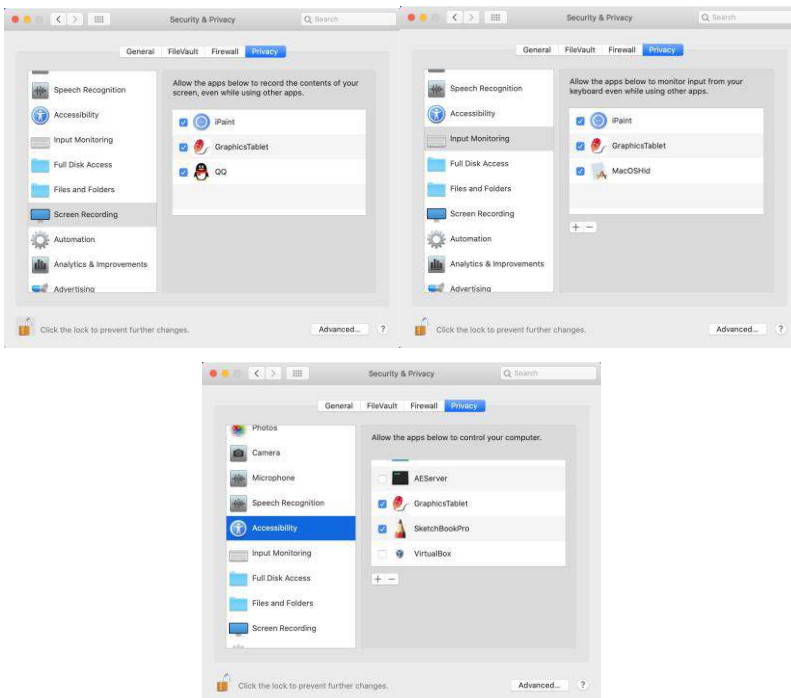 Security & Privacy
Search
General FileVault Firewall Privacy
Speech Recognition
Accessibility
Input Monitoring
Full Disk Access
Files and Folders
Screen Recording
Automation
Analytics & Improvements
Advertising
Allow the apps below to record the contents of your
screen, even while using other apps.
iPaint
GraphicsTablet
QQ
Click the lock to prevent further changes.
Advanced...
?
Security & Privacy
Search
General FileVault Firewall Privacy
Speech Recognition
Accessibility
Input Monitoring
Full Disk Access
Files and Folders
Screen Recording
Automation
Analytics & Improvements
Advertising
Allow the apps below to monitor input from your
keyboard even while using other apps.
iPaint
GraphicsTablet
MacOSHid
+ −
Click the lock to prevent further changes.
Advanced...
?
Security & Privacy
Search
General FileVault Firewall Privacy
Photos
Camera
Microphone
Speech Recognition
Accessibility
Input Monitoring
Full Disk Access
Files and Folders
Screen Recording
Allow the apps below to control your computer.
AEServer
GraphicsTablet
SketchBookPro
VirtualBox
+ −
Click the lock to prevent further changes.
Advanced...
?